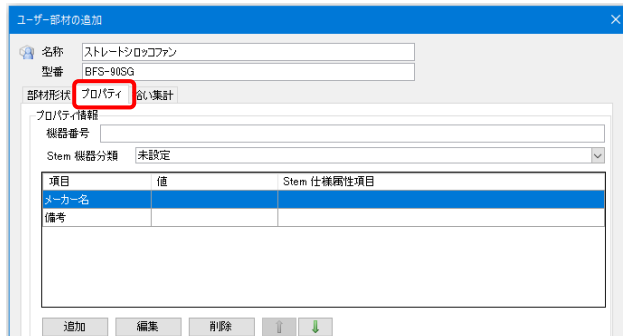 ユーザー部材の追加
名称 ストレートシロッコファン
型番 BFS-90SG
部材形状 プロパティ 拾い集計
プロパティ情報
機器番号
Stem 機器分類 未設定
項目 値 Stem 仕様属性項目
メーカー名
備考
追加 編集 削除